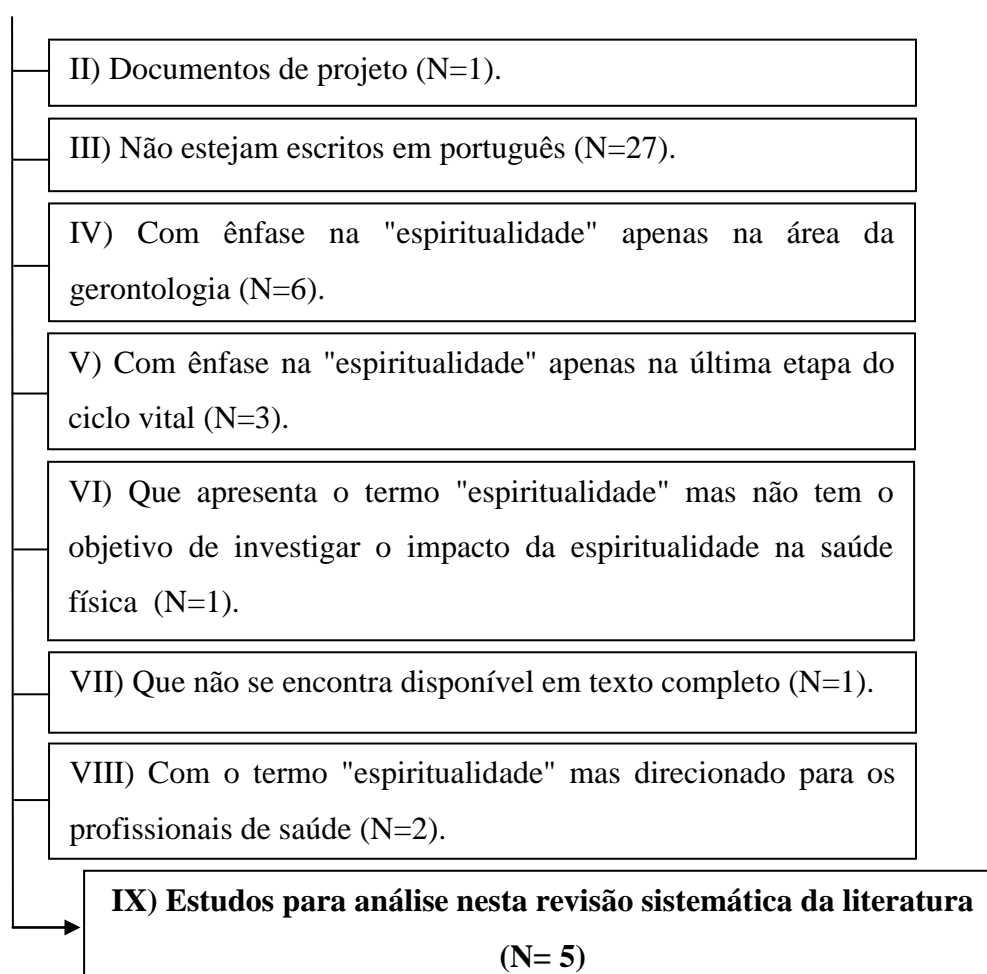 II) Documentos de projeto (N=1).
III) Não estejam escritos em português (N=27).
IV) Com ênfase na "espiritualidade" apenas na área da
gerontologia (N=6).
V) Com ênfase na "espiritualidade" apenas na última etapa do
ciclo vital (N=3).
VI) Que apresenta o termo "espiritualidade" mas não tem o
objetivo de investigar o impacto da espiritualidade na saúde
física (N=1).
VII) Que não se encontra disponível em texto completo (N=1).
VIII) Com o termo "espiritualidade" mas direcionado para os
profissionais de saúde (N=2).
IX) Estudos para análise nesta revisão sistemática da literatura
(N= 5)